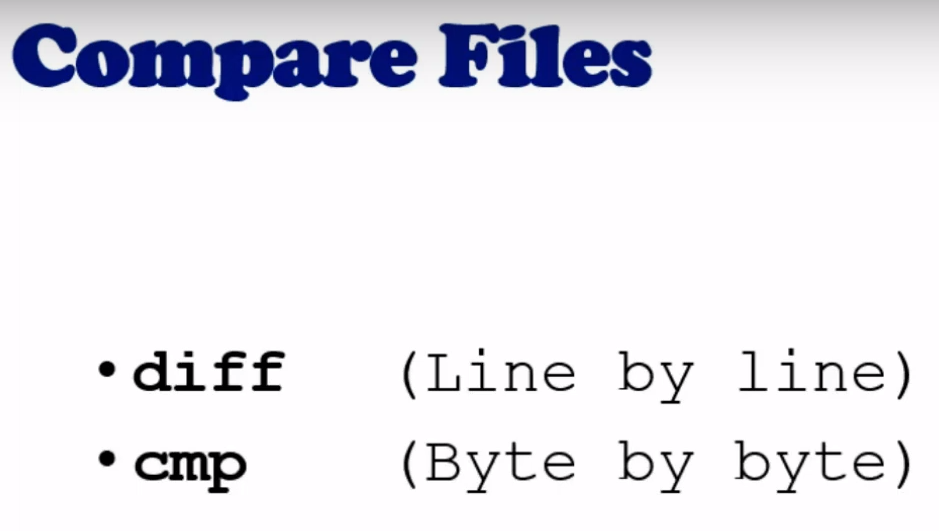 Compare Files
• diff (Line by line)
• cmp (Byte by byte)